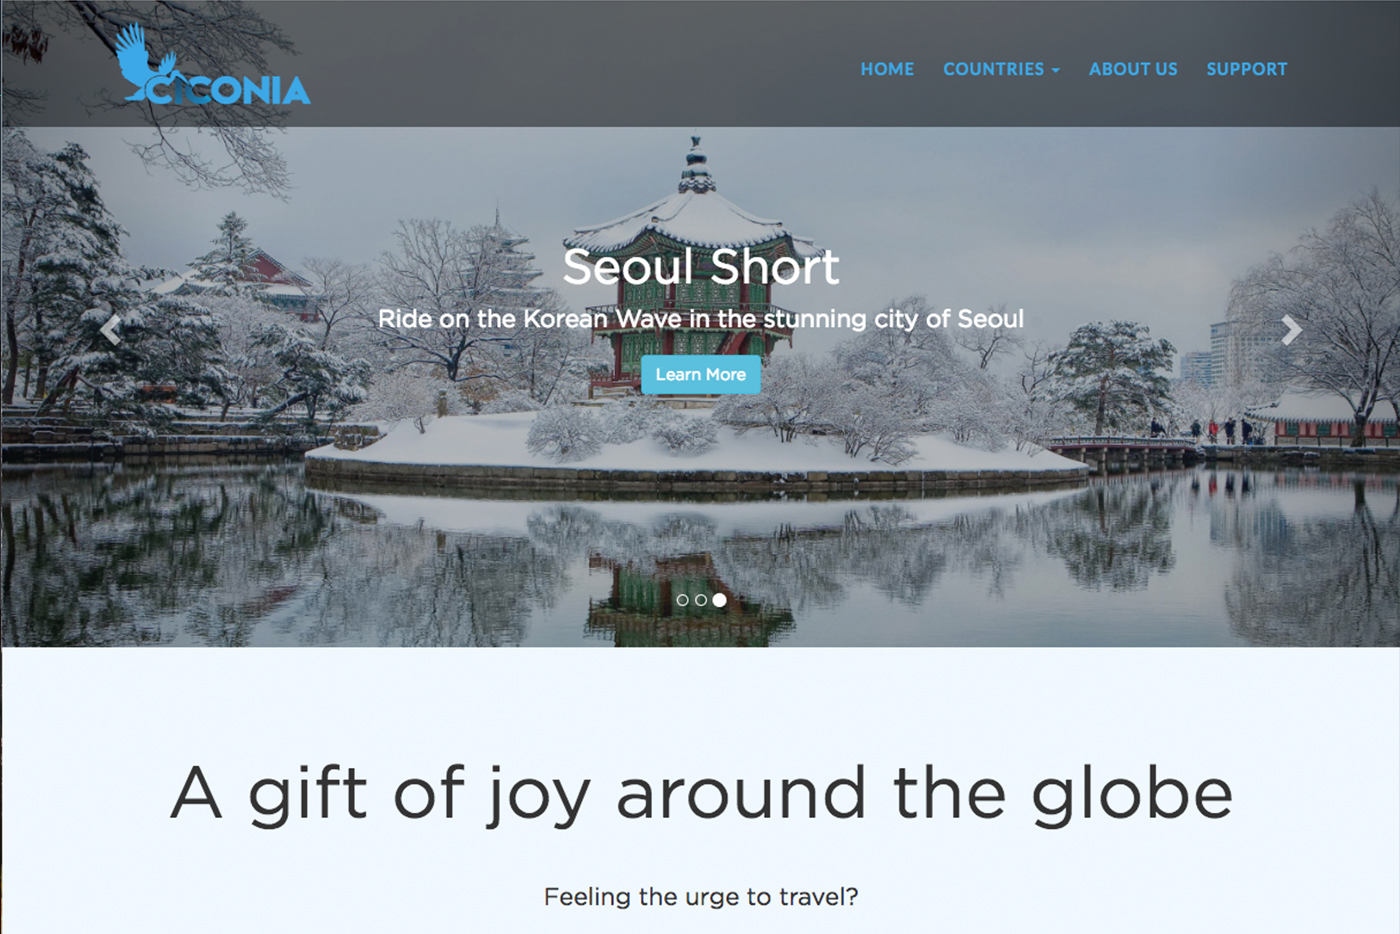 CICONIA
HOME COUNTRIES ABOUT US SUPPORT
Seoul Short
Ride on the Korean Wave in the stunning city of Seoul
Learn More
A gift of joy around the globe
Feeling the urge to travel?